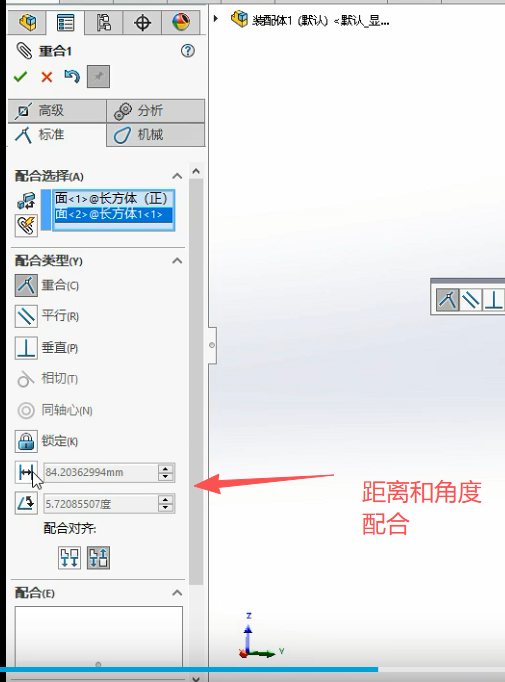 装配体1 (默认) <默认_显...
重合1
高级
分析
标准
机械
配合选择(A)
面<1>@长方体（正）
面<2>@长方体1<1>
配合类型(Y)
重合(C)
平行(R)
垂直(P)
相切(T)
同轴心(N)
锁定(K)
84.20362994mm
5.72085507度
配合对齐:
配合(E)
距离和角度
配合
Z
Y